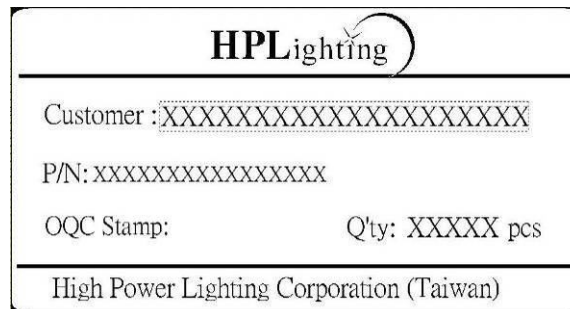 HPLighting
Customer : XXXXXXXXXXXXXXXXXXXX
P/N: XXXXXXXXXXXXXXXX
OQC Stamp: Q'ty: XXXXX pcs
High Power Lighting Corporation (Taiwan)